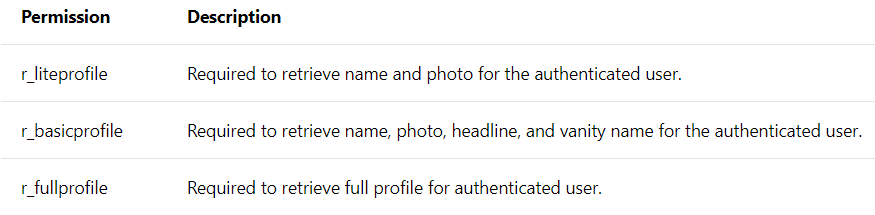 Permission Description
r_liteprofile Required to retrieve name and photo for the authenticated user.
r_basicprofile Required to retrieve name, photo, headline, and vanity name for the authenticated user.
r_fullprofile Required to retrieve full profile for authenticated user.